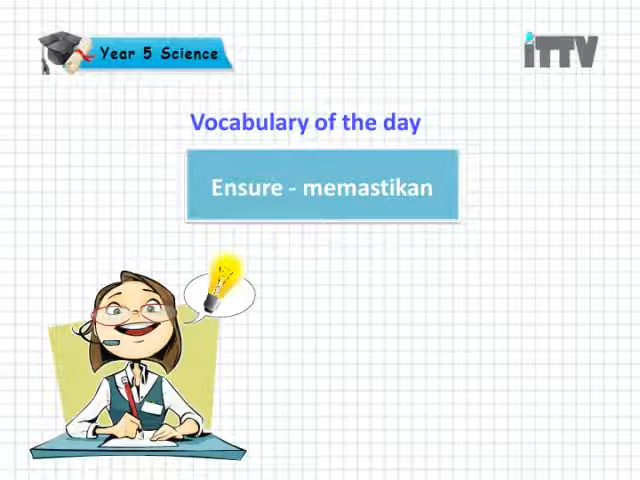 Year 5 Science
iTTV
Vocabulary of the day
Ensure - memastikan